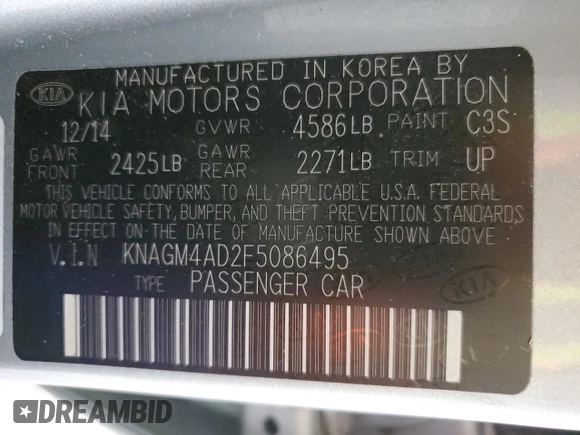 MANUFACTURED IN KOREA BY
KIA KIA MOTORS CORPORATION
12/14 GVWR 4586LB PAINT C3S
GAWR FRONT 2425LB GAWR REAR 2271LB TRIM UP
THIS VEHICLE CONFORMS TO ALL APPLICABLE U.S.A. FEDERAL
MOTOR VEHICLE SAFETY, BUMPER, AND THEFT PREVENTION STANDARDS
IN EFFECT ON THE DATE OF MANUFACTURE SHOWN ABOVE.
V.I.N KNAGM4AD2F5086495
TYPE PASSENGER CAR
KIA
DREAMBID